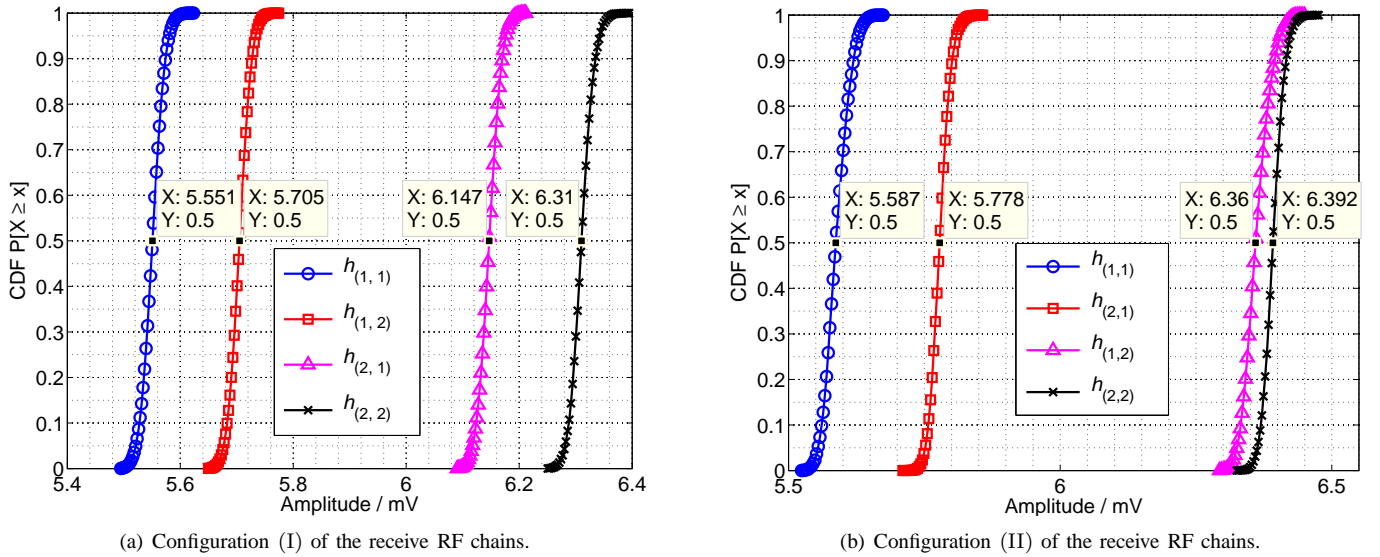 1
0.9
0.8
0.7
0.6
0.5
0.4
0.3
0.2
0.1
0
CDF P[X ≥ x]
X: 5.551
Y: 0.5
X: 5.705
Y: 0.5
X: 6.147
Y: 0.5
X: 6.31
Y: 0.5
h(1, 1)
h(1, 2)
h(2, 1)
h(2, 2)
5.4 5.6 5.8 6 6.2 6.4
Amplitude / mV
(a) Configuration (I) of the receive RF chains.
1
0.9
0.8
0.7
0.6
0.5
0.4
0.3
0.2
0.1
0
CDF P[X ≥ x]
X: 5.587
Y: 0.5
X: 5.778
Y: 0.5
X: 6.36
Y: 0.5
X: 6.392
Y: 0.5
h(1,1)
h(2,1)
h(1,2)
h(2,2)
5.5 6 6.5
Amplitude / mV
(b) Configuration (II) of the receive RF chains.